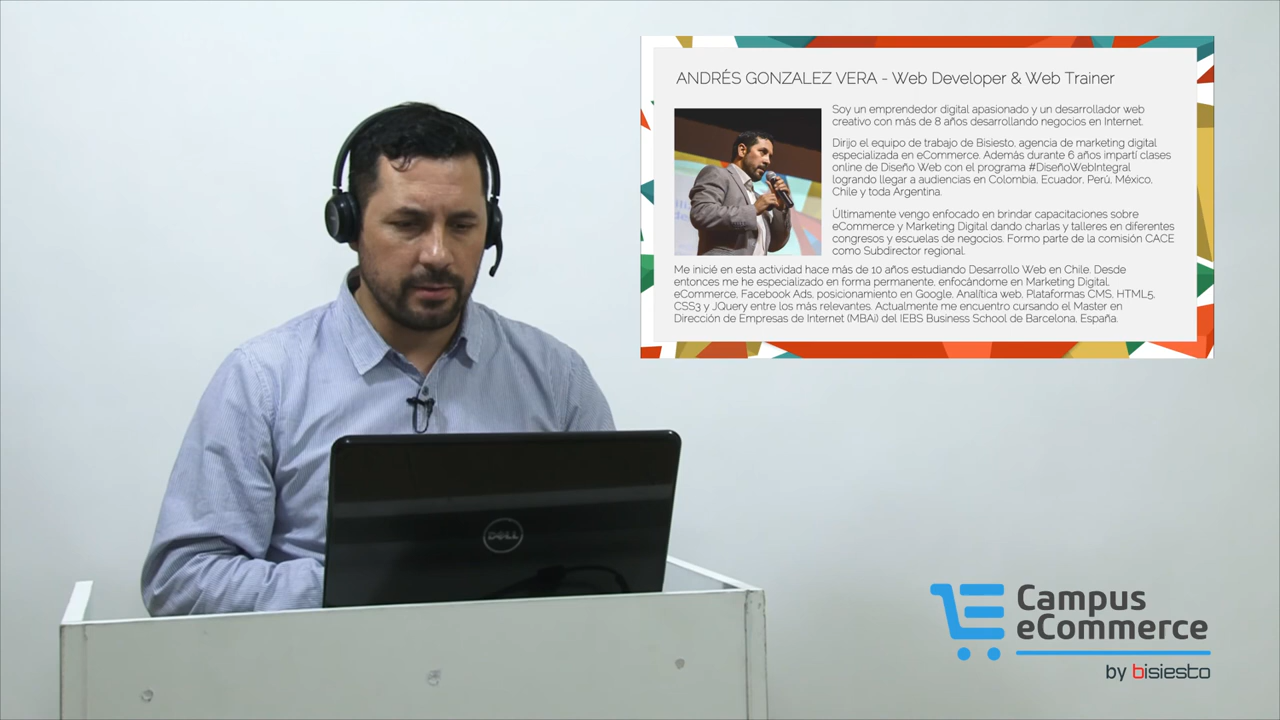 ANDRÉS GONZALEZ VERA - Web Developer & Web Trainer
Soy un emprendedor digital apasionado y un desarrollador web
creativo con màs de 8 años desarrollando negocios en Internet.
Dirijo el equipo de trabajo de Bisiesto, agencia de marketing digital
especializada en eCommerce. Además durante 6 años impartí clases
online de Diseño Web con el programa #DiseñoWebIntegral
logrando llegar a audiencias en Colombia, Ecuador, Perú, México,
Chile y toda Argentina.
Últimamente vengo enfocado en brindar capacitaciones sobre
eCommerce y Marketing Digital dando charlas y talleres en diferentes
congresos y escuelas de negocios. Formo parte de la comisión CACE
como Subdirector regional.
Me inicié en esta actividad hace más de 10 años estudiando Desarrollo Web en Chile. Desde
entonces me he especializado en forma permanente, enfocándome en Marketing Digital,
eCommerce, Facebook Ads, posicionamiento en Google, Analítica web, Plataformas CMS, HTML5,
CSS3 y JQuery entre los más relevantes. Actualmente me encuentro cursando el Master en
Dirección de Empresas de Internet (MBAi) del IEBS Business School de Barcelona, España.
DELL
Campus
eCommerce
by bisiesto